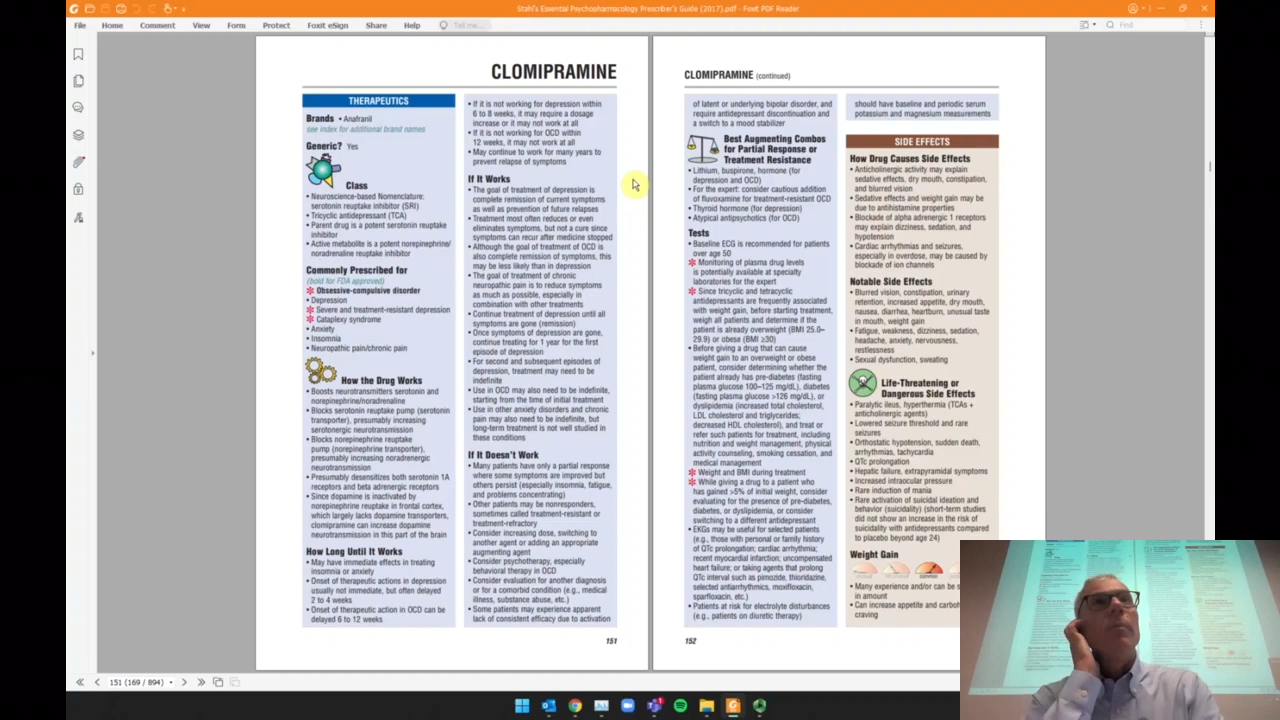 Stahl's Essential Psychopharmacology Prescriber's Guide (2017).pdf - Foxit PDF Reader
File Home Comment View Form Protect Foxit eSign Share Help Tell me... Find
CLOMIPRAMINE
THERAPEUTICS
Brands • Anafranil
see index for additional brand names
Generic? Yes
Class
• Neuroscience-based Nomenclature:
serotonin reuptake inhibitor (SRI)
• Tricyclic antidepressant (TCA)
• Parent drug is a potent serotonin reuptake
inhibitor
• Active metabolite is a potent norepinephrine/
noradrenaline reuptake inhibitor
Commonly Prescribed for
(bold for FDA approved)
✻ Obsessive-compulsive disorder
• Depression
✻ Severe and treatment-resistant depression
✻ Cataplexy syndrome
• Anxiety
• Insomnia
• Neuropathic pain/chronic pain
How the Drug Works
• Boosts neurotransmitters serotonin and
norepinephrine/noradrenaline
• Blocks serotonin reuptake pump (serotonin
transporter), presumably increasing
serotonergic neurotransmission
• Blocks norepinephrine reuptake
pump (norepinephrine transporter),
presumably increasing noradrenergic
neurotransmission
• Presumably desensitizes both serotonin 1A
receptors and beta adrenergic receptors
• Since dopamine is inactivated by
norepinephrine reuptake in frontal cortex,
which largely lacks dopamine transporters,
clomipramine can increase dopamine
neurotransmission in this part of the brain
How Long Until It Works
• May have immediate effects in treating
insomnia or anxiety
• Onset of therapeutic actions in depression
usually not immediate, but often delayed
2 to 4 weeks
• Onset of therapeutic action in OCD can be
delayed 6 to 12 weeks
• If it is not working for depression within
6 to 8 weeks, it may require a dosage
increase or it may not work at all
• If it is not working for OCD within
12 weeks, it may not work at all
• May continue to work for many years to
prevent relapse of symptoms
If It Works
• The goal of treatment of depression is
complete remission of current symptoms
as well as prevention of future relapses
• Treatment most often reduces or even
eliminates symptoms, but not a cure since
symptoms can recur after medicine stopped
• Although the goal of treatment of OCD is
also complete remission of symptoms, this
may be less likely than in depression
• The goal of treatment of chronic
neuropathic pain is to reduce symptoms
as much as possible, especially in
combination with other treatments
• Continue treatment of depression until all
symptoms are gone (remission)
• Once symptoms of depression are gone,
continue treating for 1 year for the first
episode of depression
• For second and subsequent episodes of
depression, treatment may need to be
indefinite
• Use in OCD may also need to be indefinite,
starting from the time of initial treatment
• Use in other anxiety disorders and chronic
pain may also need to be indefinite, but
long-term treatment is not well studied in
these conditions
If It Doesn't Work
• Many patients have only a partial response
where some symptoms are improved but
others persist (especially insomnia, fatigue,
and problems concentrating)
• Other patients may be nonresponders,
sometimes called treatment-resistant or
treatment-refractory
• Consider increasing dose, switching to
another agent or adding an appropriate
augmenting agent
• Consider psychotherapy, especially
behavioral therapy in OCD
• Consider evaluation for another diagnosis
or for a comorbid condition (e.g., medical
illness, substance abuse, etc.)
• Some patients may experience apparent
lack of consistent efficacy due to activation
151
CLOMIPRAMINE (continued)
of latent or underlying bipolar disorder, and
require antidepressant discontinuation and
a switch to a mood stabilizer
Best Augmenting Combos
for Partial Response or
Treatment Resistance
• Lithium, buspirone, hormone (for
depression and OCD)
• For the expert: consider cautious addition
of fluvoxamine for treatment-resistant OCD
• Thyroid hormone (for depression)
• Atypical antipsychotics (for OCD)
Tests
• Baseline ECG is recommended for patients
over age 50
✻ Monitoring of plasma drug levels
is potentially available at specialty
laboratories for the expert
✻ Since tricyclic and tetracyclic
antidepressants are frequently associated
with weight gain, before starting treatment,
weigh all patients and determine if the
patient is already overweight (BMI 25.0–
29.9) or obese (BMI ≥30)
• Before giving a drug that can cause
weight gain to an overweight or obese
patient, consider determining whether the
patient already has pre-diabetes (fasting
plasma glucose 100–125 mg/dL), diabetes
(fasting plasma glucose >126 mg/dL), or
dyslipidemia (increased total cholesterol,
LDL cholesterol and triglycerides;
decreased HDL cholesterol), and treat or
refer such patients for treatment, including
nutrition and weight management, physical
activity counseling, smoking cessation, and
medical management
✻ Weight and BMI during treatment
✻ While giving a drug to a patient who
has gained >5% of initial weight, consider
evaluating for the presence of pre-diabetes,
diabetes, or dyslipidemia, or consider
switching to a different antidepressant
• EKGs may be useful for selected patients
(e.g., those with personal or family history
of QTc prolongation; cardiac arrhythmia;
recent myocardial infarction; uncompensated
heart failure; or taking agents that prolong
QTc interval such as pimozide, thioridazine,
selected antiarrhythmics, moxifloxacin,
sparfloxacin, etc.)
• Patients at risk for electrolyte disturbances
(e.g., patients on diuretic therapy)
should have baseline and periodic serum
potassium and magnesium measurements
SIDE EFFECTS
How Drug Causes Side Effects
• Anticholinergic activity may explain
sedative effects, dry mouth, constipation,
and blurred vision
• Sedative effects and weight gain may be
due to antihistamine properties
• Blockade of alpha adrenergic 1 receptors
may explain dizziness, sedation, and
hypotension
• Cardiac arrhythmias and seizures,
especially in overdose, may be caused by
blockade of ion channels
Notable Side Effects
• Blurred vision, constipation, urinary
retention, increased appetite, dry mouth,
nausea, diarrhea, heartburn, unusual taste
in mouth, weight gain
• Fatigue, weakness, dizziness, sedation,
headache, anxiety, nervousness,
restlessness
• Sexual dysfunction, sweating
Life-Threatening or
Dangerous Side Effects
• Paralytic ileus, hyperthermia (TCAs +
anticholinergic agents)
• Lowered seizure threshold and rare
seizures
• Orthostatic hypotension, sudden death,
arrhythmias, tachycardia
• QTc prolongation
• Hepatic failure, extrapyramidal symptoms
• Increased intraocular pressure
• Rare induction of mania
• Rare activation of suicidal ideation and
behavior (suicidality) (short-term studies
did not show an increase in the risk of
suicidality with antidepressants compared
to placebo beyond age 24)
Weight Gain
• Many experience and/or can be s
in amount
• Can increase appetite and carboh
craving
152
151 (169 / 894)